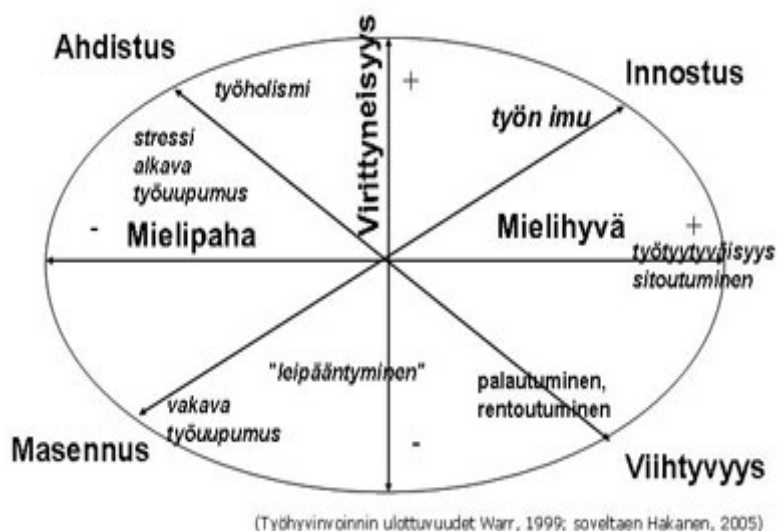 Ahdistus
Virittyneisyys
+
Innostus
työholismi
työn imu
stressi
alkava
työuupumus
-
Mielipaha
Mielihyvä
+
työtyytyväisyys
sitoutuminen
"leipääntyminen"
palautuminen,
rentoutuminen
vakava
työuupumus
-
Masennus
Viihtyvyys
(Työhyvinvoinnin ulottuvuudet Warr, 1999; soveltaen Hakanen, 2005)